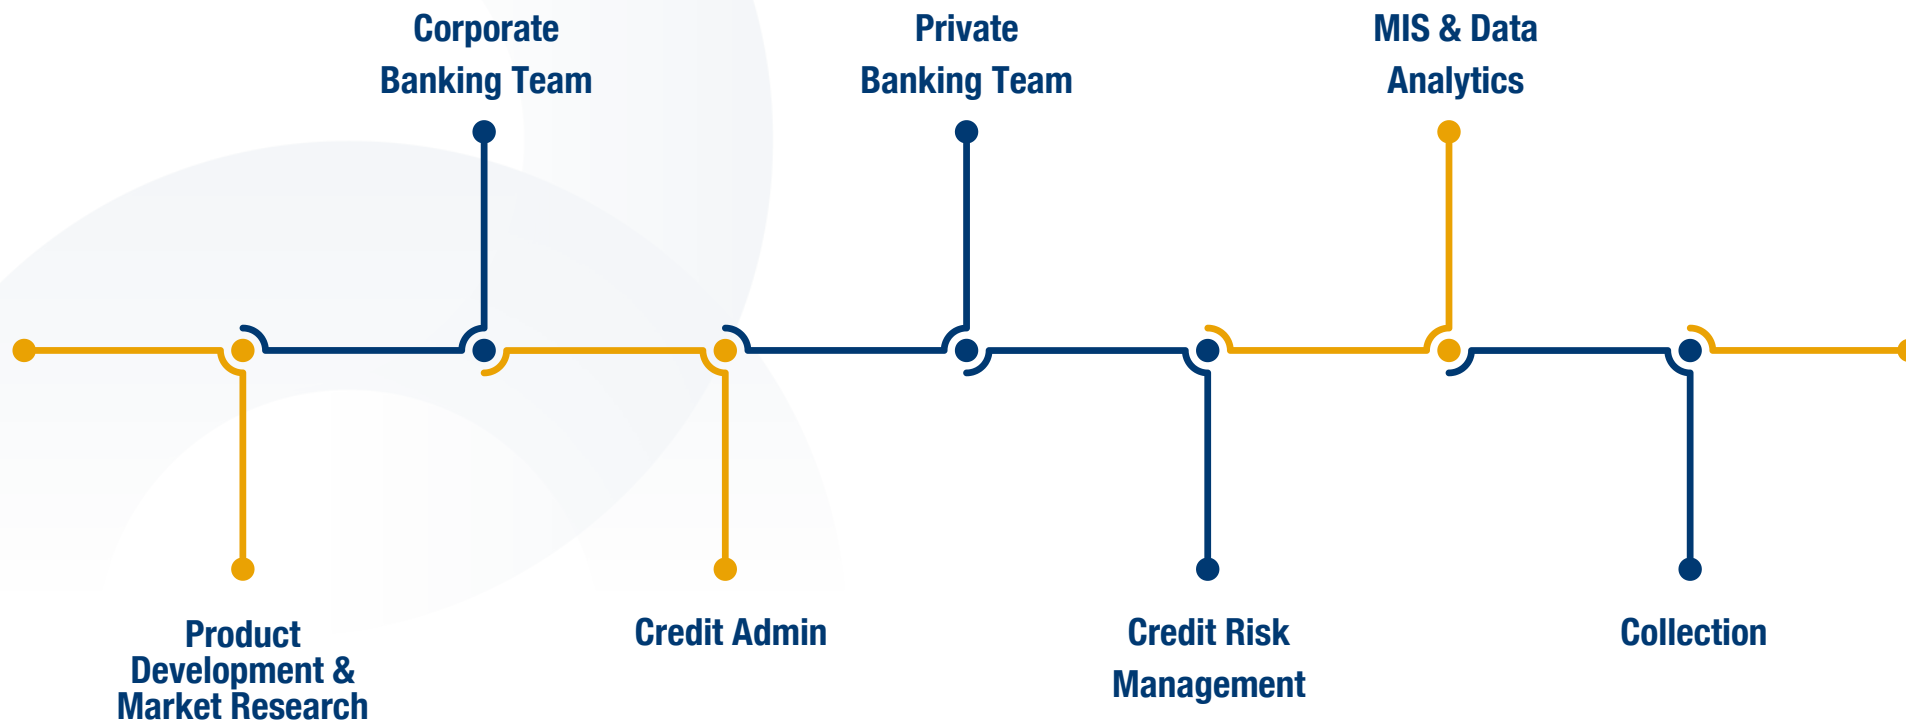 Corporate
Banking Team
Private
Banking Team
MIS & Data
Analytics
Product
Development &
Market Research
Credit Admin
Credit Risk
Management
Collection